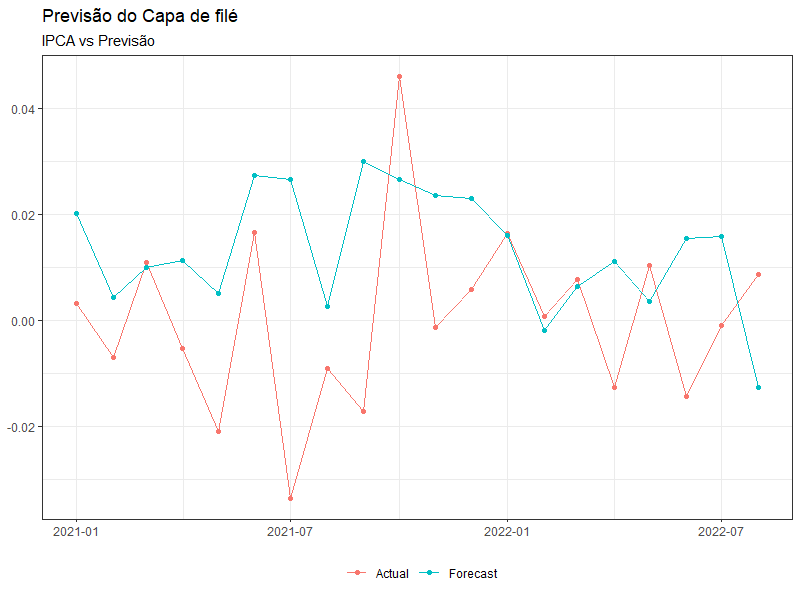 Previsão do Capa de filé
IPCA vs Previsão
0.04
0.02
0.00
-0.02
2021-01 2021-07 2022-01 2022-07
Actual Forecast